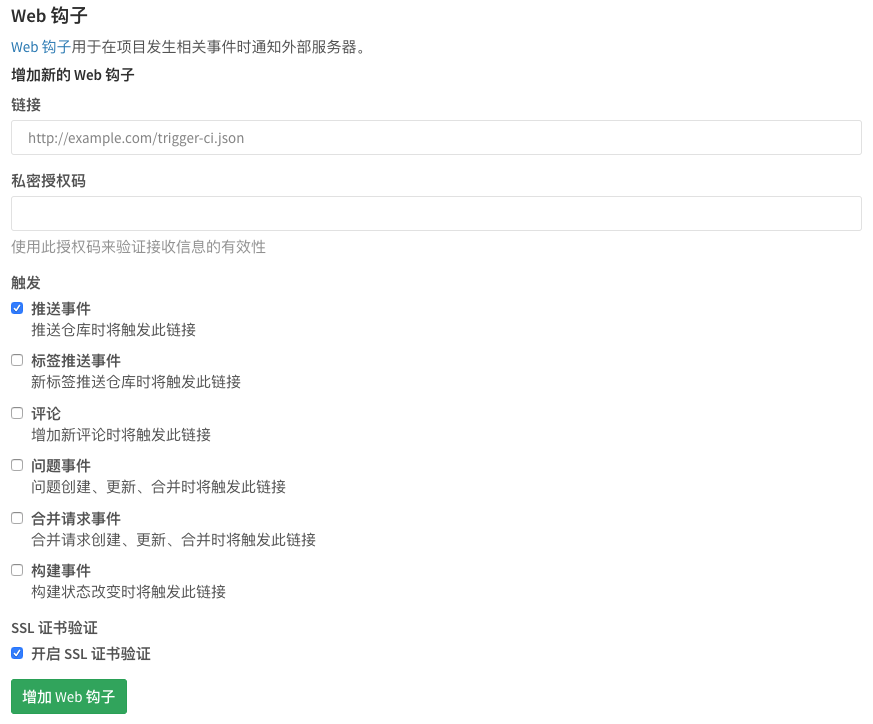 Web 钩子
Web 钩子用于在项目发生相关事件时通知外部服务器。
增加新的 Web 钩子
链接
http://example.com/trigger-ci.json
私密授权码
使用此授权码来验证接收信息的有效性
触发
推送事件
推送仓库时将触发此链接
标签推送事件
新标签推送仓库时将触发此链接
评论
增加新评论时将触发此链接
问题事件
问题创建、更新、合并时将触发此链接
合并请求事件
合并请求创建、更新、合并时将触发此链接
构建事件
构建状态改变时将触发此链接
SSL 证书验证
开启 SSL 证书验证
增加 Web 钩子